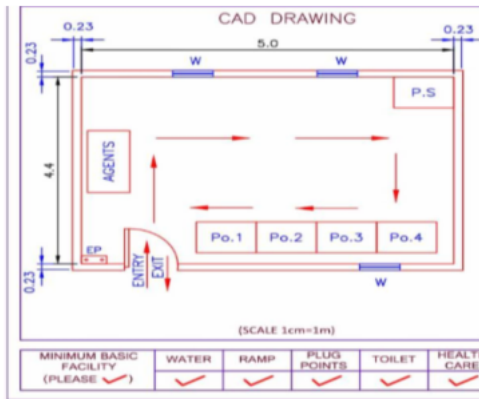 CAD DRAWING
0.23
0.23
5.0
0.23
W
W
P.S
4.4
AGENTS
Po.1
Po.2
Po.3
Po.4
EP
ENTRY
EXIT
0.23
W
(SCALE 1cm=1m)
MINIMUM BASIC
FACILITY
(PLEASE ✓)
WATER
RAMP
PLUG
POINTS
TOILET
HEALTH
CARE